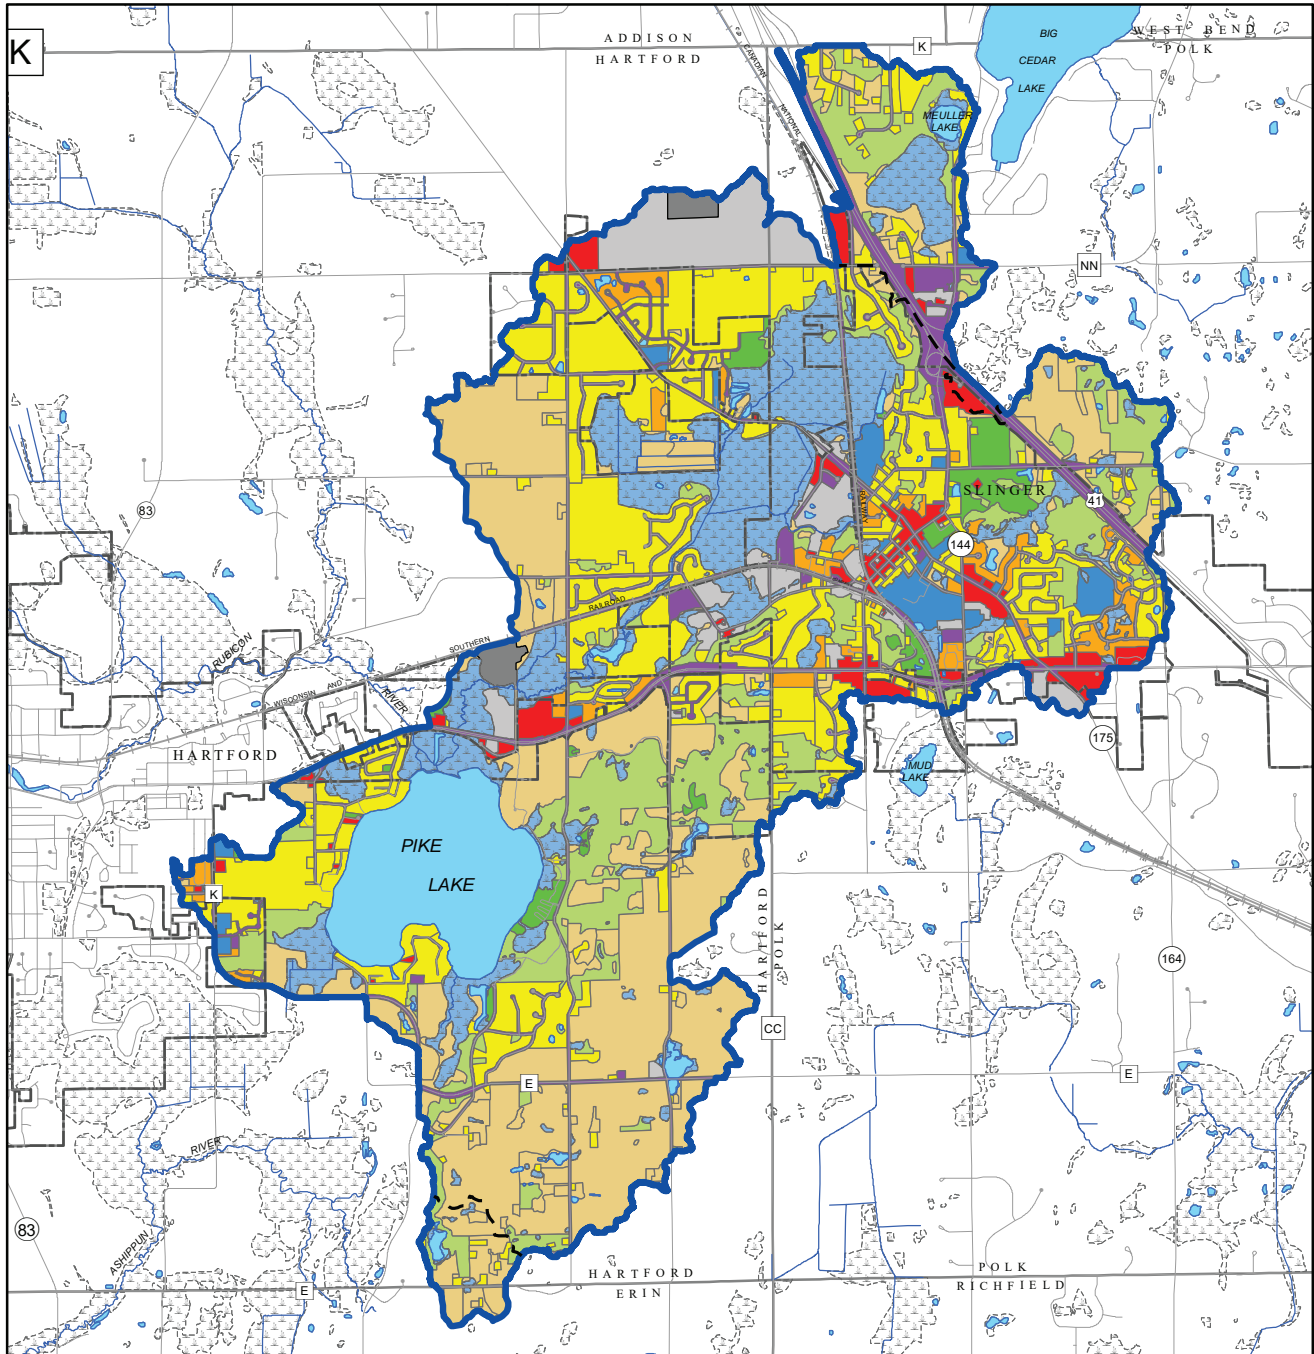 K
ADDISON
HARTFORD
K
BIG
CEDAR
LAKE
WEST BEND
POLK
CANADIAN
NATIONAL
RAILWAY
MEULLER
LAKE
NN
83
SLINGER
41
144
RUBICON
RIVER
WISCONSIN AND
SOUTHERN
RAILROAD
HARTFORD
175
MUD
LAKE
PIKE
LAKE
K
HARTFORD
POLK
164
CC
E
E
RIVER
ASHIPPUN
83
E
HARTFORD
ERIN
POLK
RICHFIELD